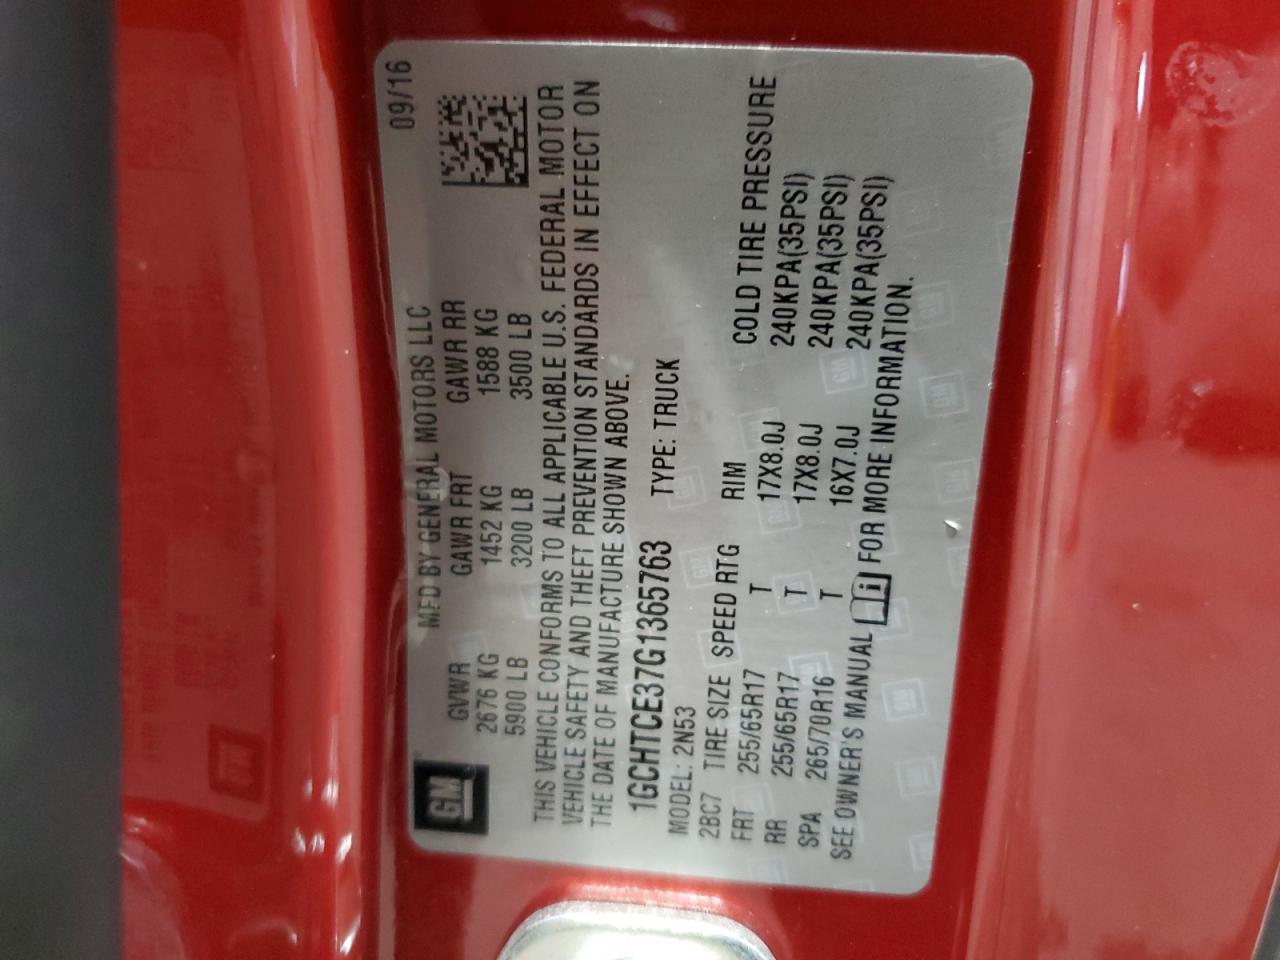 09/16
GM
MFD BY GENERAL MOTORS LLC
GVWR GAWR FRT GAWR RR
2676 KG 1452 KG 1588 KG
5900 LB 3200 LB 3500 LB
THIS VEHICLE CONFORMS TO ALL APPLICABLE U.S. FEDERAL MOTOR
VEHICLE SAFETY AND THEFT PREVENTION STANDARDS IN EFFECT ON
THE DATE OF MANUFACTURE SHOWN ABOVE.
1GCHTCE37G1365763 TYPE: TRUCK
MODEL: 2N53
2BC7 TIRE SIZE SPEED RTG RIM COLD TIRE PRESSURE
FRT 255/65R17 T 17X8.0J 240KPA(35PSI)
RR 255/65R17 T 17X8.0J 240KPA(35PSI)
SPA 265/70R16 T 16X7.0J 240KPA(35PSI)
SEE OWNER'S MANUAL i FOR MORE INFORMATION.